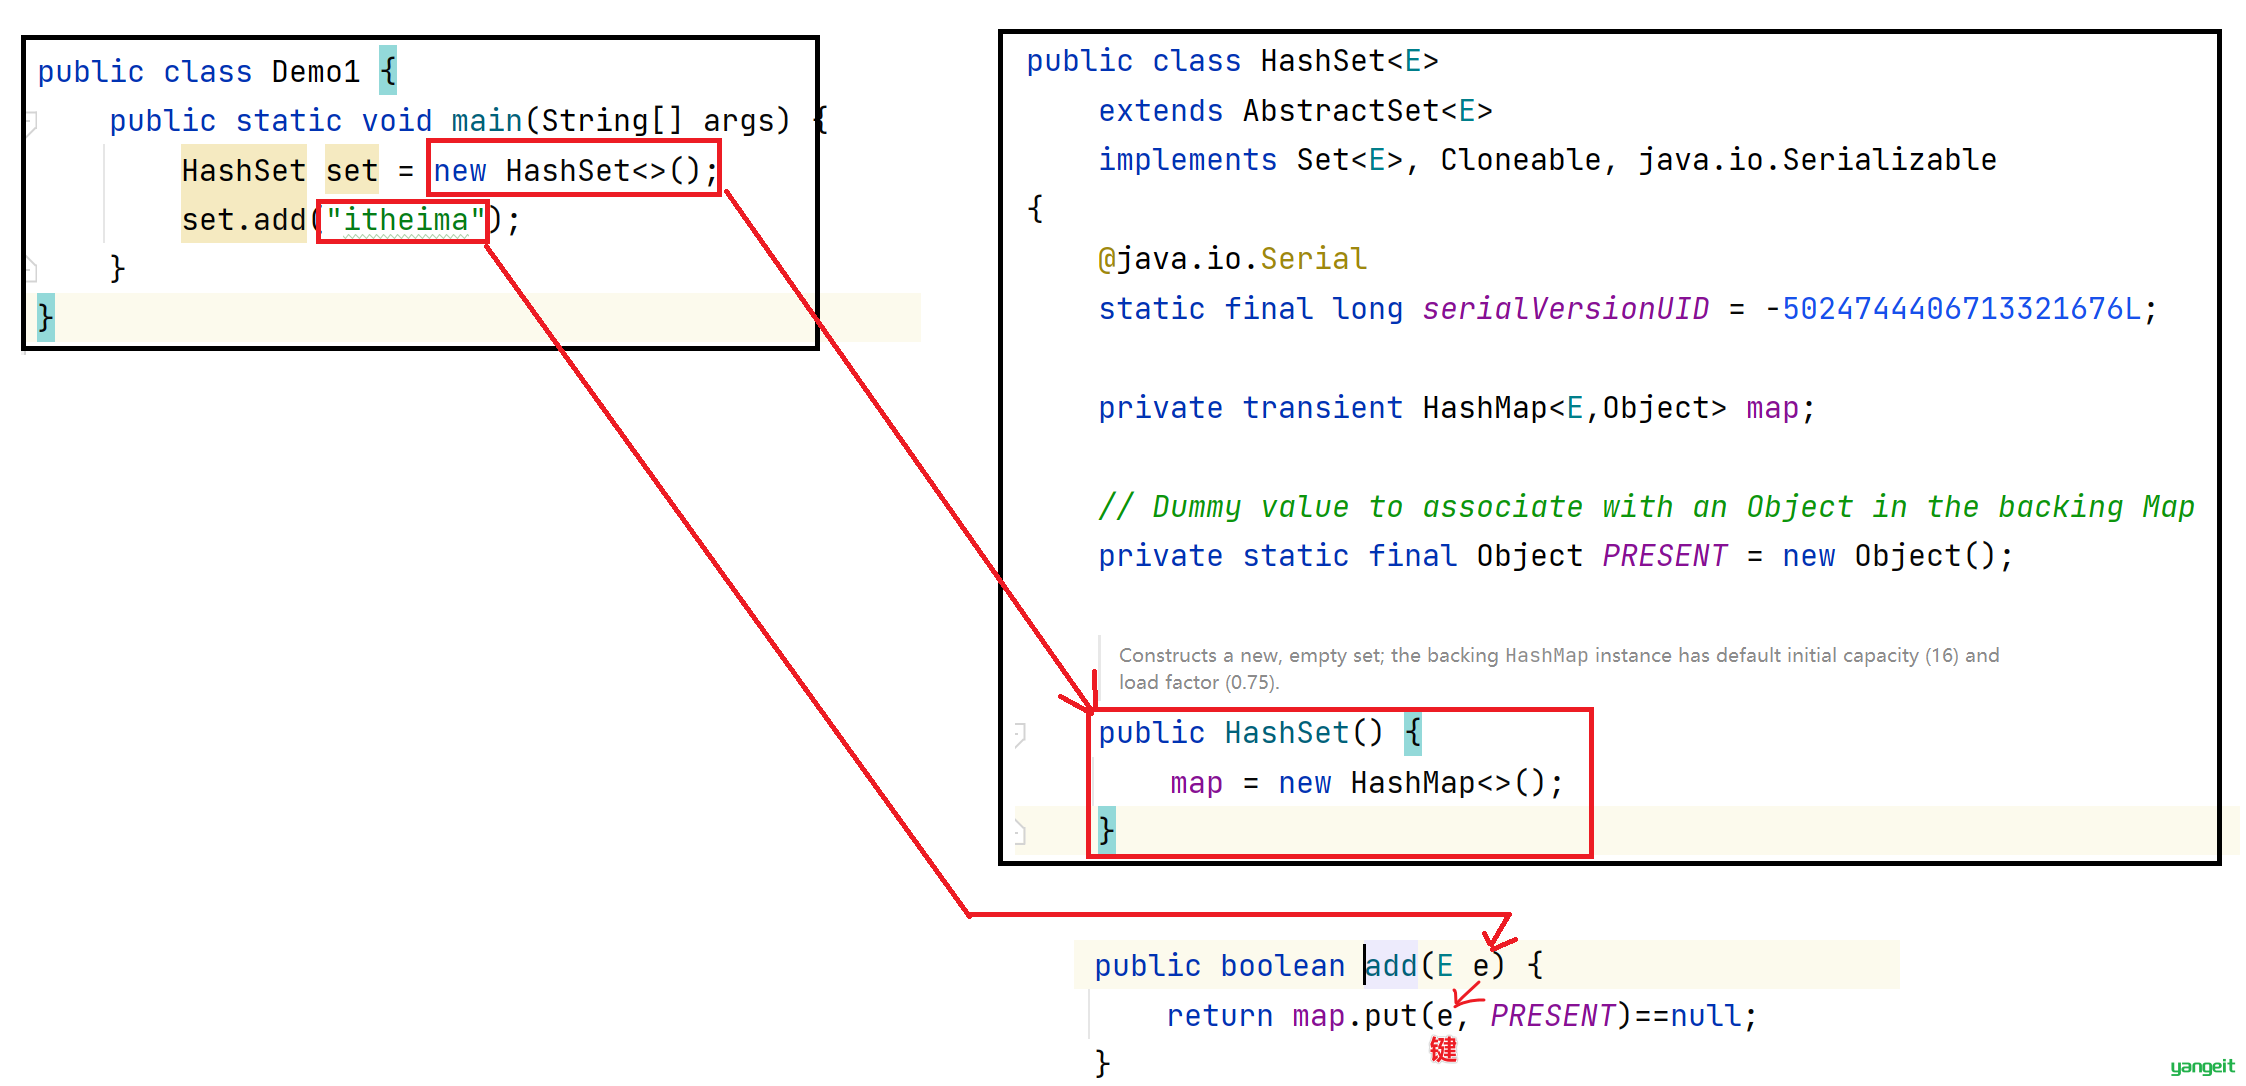 public class Demo1 {
public static void main(String[] args) {
HashSet set = new HashSet<>();
set.add("itheima");
}
}
public class HashSet<E>
extends AbstractSet<E>
implements Set<E>, Cloneable, java.io.Serializable
{
@java.io.Serial
static final long serialVersionUID = -5024744406713321676L;
private transient HashMap<E,Object> map;
// Dummy value to associate with an Object in the backing Map
private static final Object PRESENT = new Object();
Constructs a new, empty set; the backing HashMap instance has default initial capacity (16) and
load factor (0.75).
public HashSet() {
map = new HashMap<>();
}
public boolean add(E e) {
return map.put(e, PRESENT)==null;
键
}
yangeit